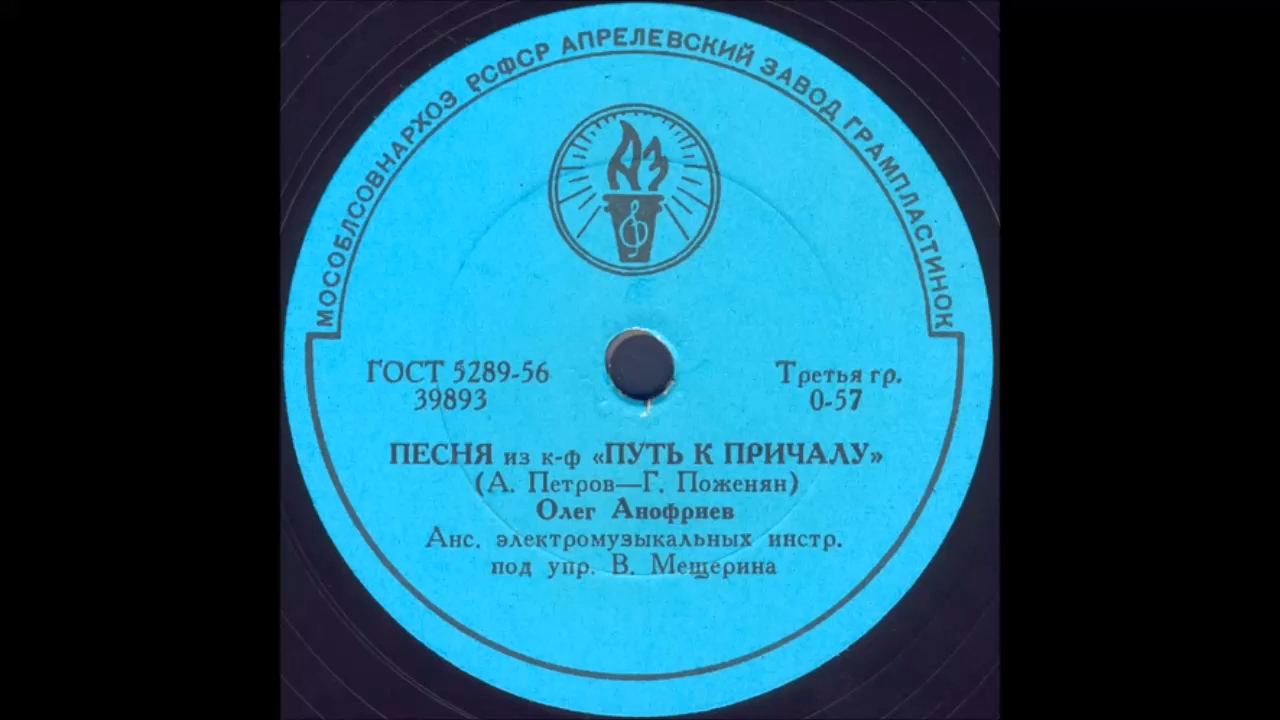 МОСОБЛСОВНАРХОЗ РСФСР АПРЕЛЕВСКИЙ ЗАВОД ГРАМПЛАСТИНОК
АЗ
ГОСТ 5289-56
39893
Третья гр.
0-57
ПЕСНЯ из к-ф «ПУТЬ К ПРИЧАЛУ»
(А. Петров—Г. Поженян)
Олег Анофриев
Анс. электромузыкальных инстр.
под упр. В. Мещерина